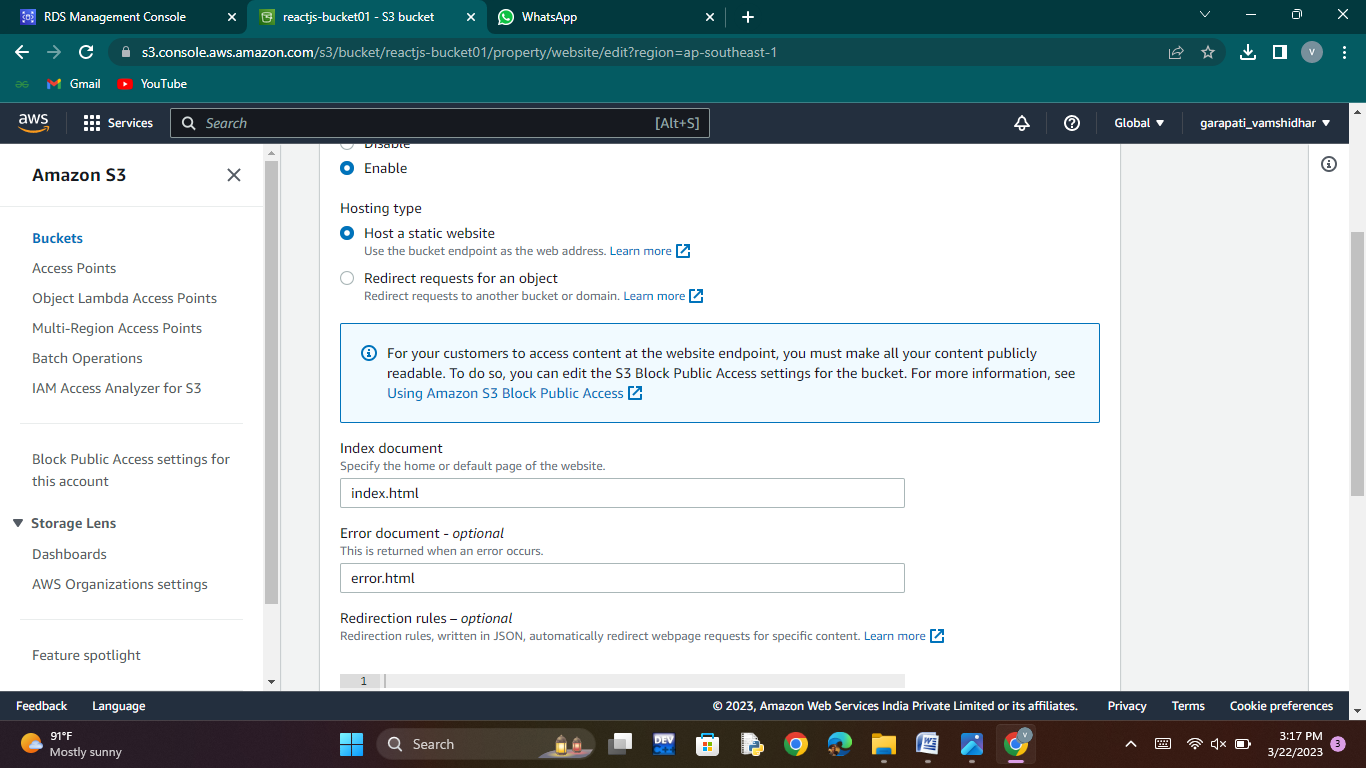 RDS Management Console
reactjs-bucket01 - S3 bucket
WhatsApp
s3.console.aws.amazon.com/s3/bucket/reactjs-bucket01/property/website/edit?region=ap-southeast-1
V
Gmail
YouTube
aws
Services
Search
[Alt+S]
Global
garapati_vamshidhar
Amazon S3
Buckets
Access Points
Object Lambda Access Points
Multi-Region Access Points
Batch Operations
IAM Access Analyzer for S3
Block Public Access settings for
this account
Storage Lens
Dashboards
AWS Organizations settings
Feature spotlight
Disable
Enable
Hosting type
Host a static website
Use the bucket endpoint as the web address. Learn more
Redirect requests for an object
Redirect requests to another bucket or domain. Learn more
For your customers to access content at the website endpoint, you must make all your content publicly
readable. To do so, you can edit the S3 Block Public Access settings for the bucket. For more information, see
Using Amazon S3 Block Public Access
Index document
Specify the home or default page of the website.
index.html
Error document - optional
This is returned when an error occurs.
error.html
Redirection rules – optional
Redirection rules, written in JSON, automatically redirect webpage requests for specific content. Learn more
1
Feedback
Language
© 2023, Amazon Web Services India Private Limited or its affiliates.
Privacy
Terms
Cookie preferences
91°F
Mostly sunny
Search
DEV
V
3:17 PM
3/22/2023
3